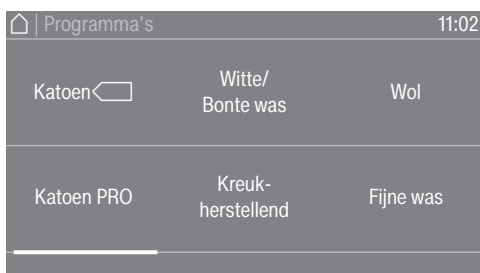 | Programma's
11:02
Katoen
Witte/
Bonte was
Wol
Katoen PRO
Kreuk-
herstellend
Fijne was